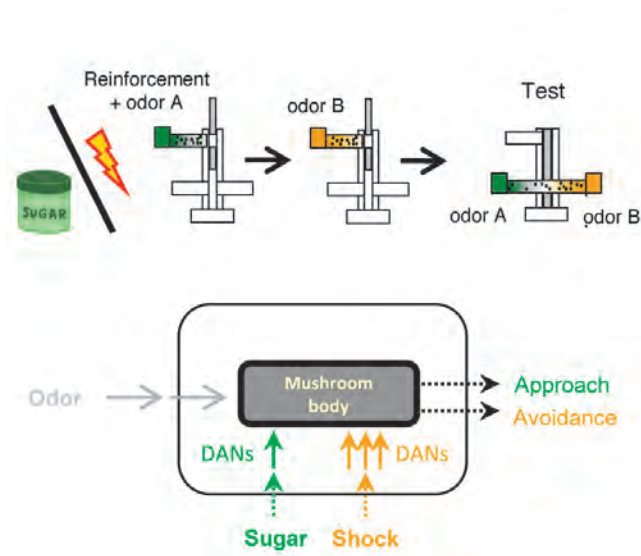 Reinforcement
+ odor A
odor B
Test
SUGAR
odor A
odor B
Odor
Mushroom
body
Approach
Avoidance
DANs
DANs
Sugar
Shock